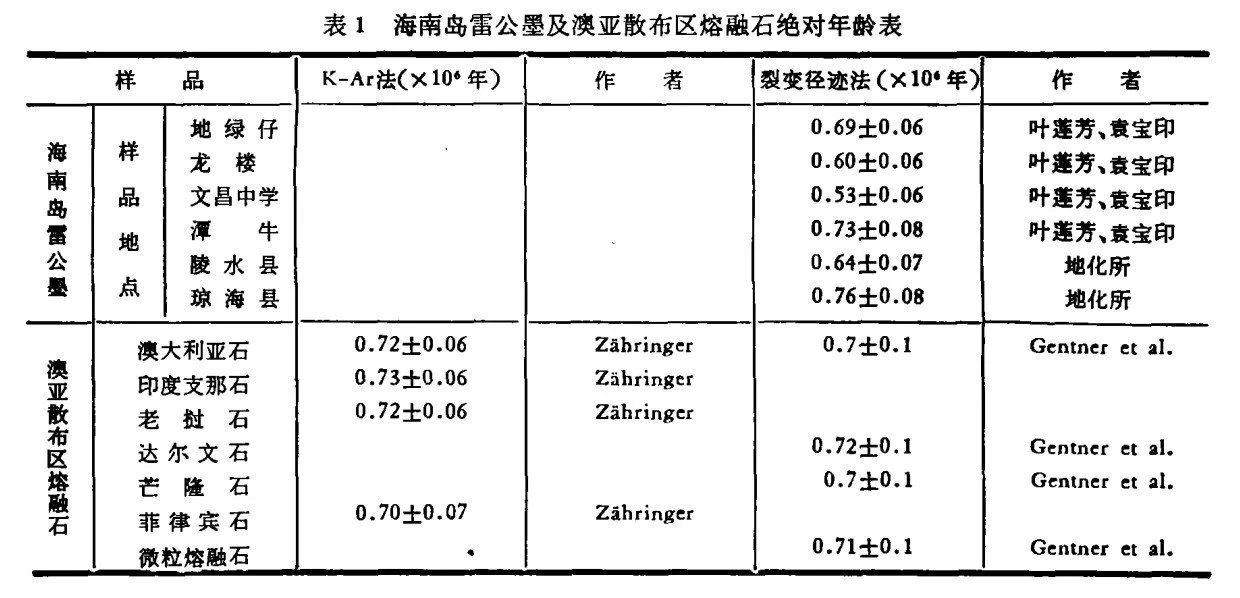 表1 海南岛雷公墨及澳亚散布区熔融石绝对年龄表
样 品 K-Ar法(×10⁶年) 作 者 裂变径迹法(×10⁶年) 作 者
海南岛雷公墨
样品地点
地绿仔 0.69±0.06 叶莲芳、袁宝印
龙楼 0.60±0.06 叶莲芳、袁宝印
文昌中学 0.53±0.06 叶莲芳、袁宝印
潭牛 0.73±0.08 叶莲芳、袁宝印
陵水县 0.64±0.07 地化所
琼海县 0.76±0.08 地化所
澳亚散布区熔融石
澳大利亚石 0.72±0.06 Zähringer 0.7±0.1 Gentner et al.
印度支那石 0.73±0.06 Zähringer
老挝石 0.72±0.06 Zähringer
达尔文石 0.72±0.1 Gentner et al.
芒隆石 0.7±0.1 Gentner et al.
菲律宾石 0.70±0.07 Zähringer
微粒熔融石 0.71±0.1 Gentner et al.